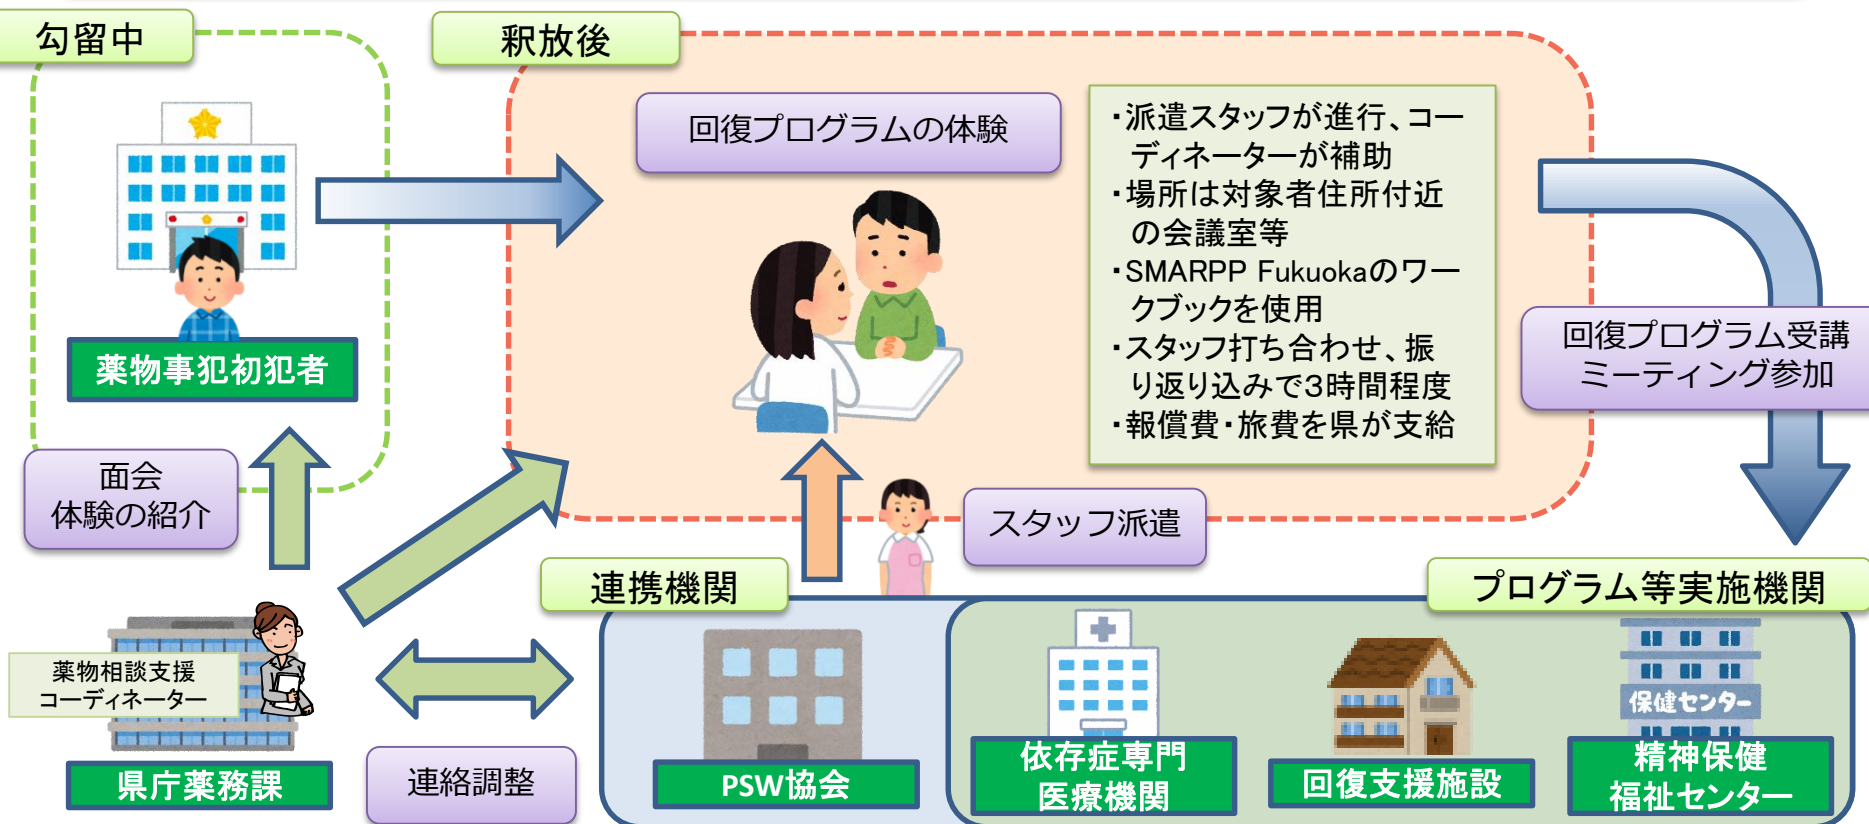 勾留中
釈放後
回復プログラムの体験
・派遣スタッフが進行、コー
ディネーターが補助
・場所は対象者住所付近
の会議室等
・SMARPP Fukuokaのワー
クブックを使用
・スタッフ打ち合わせ、振
り返り込みで3時間程度
・報償費・旅費を県が支給
薬物事犯初犯者
回復プログラム受講
ミーティング参加
面会
体験の紹介
スタッフ派遣
連携機関
プログラム等実施機関
薬物相談支援
コーディネーター
保健センター
県庁薬務課
連絡調整
PSW協会
依存症専門
医療機関
回復支援施設
精神保健
福祉センター